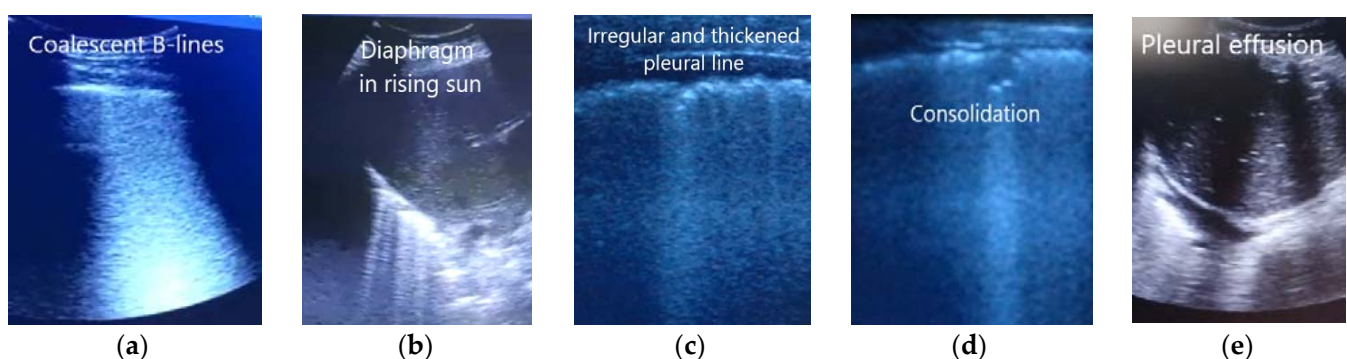 Coalescent B-lines
Diaphragm
in rising sun
Irregular and thickened
pleural line
Consolidation
Pleural effusion
(a)
(b)
(c)
(d)
(e)